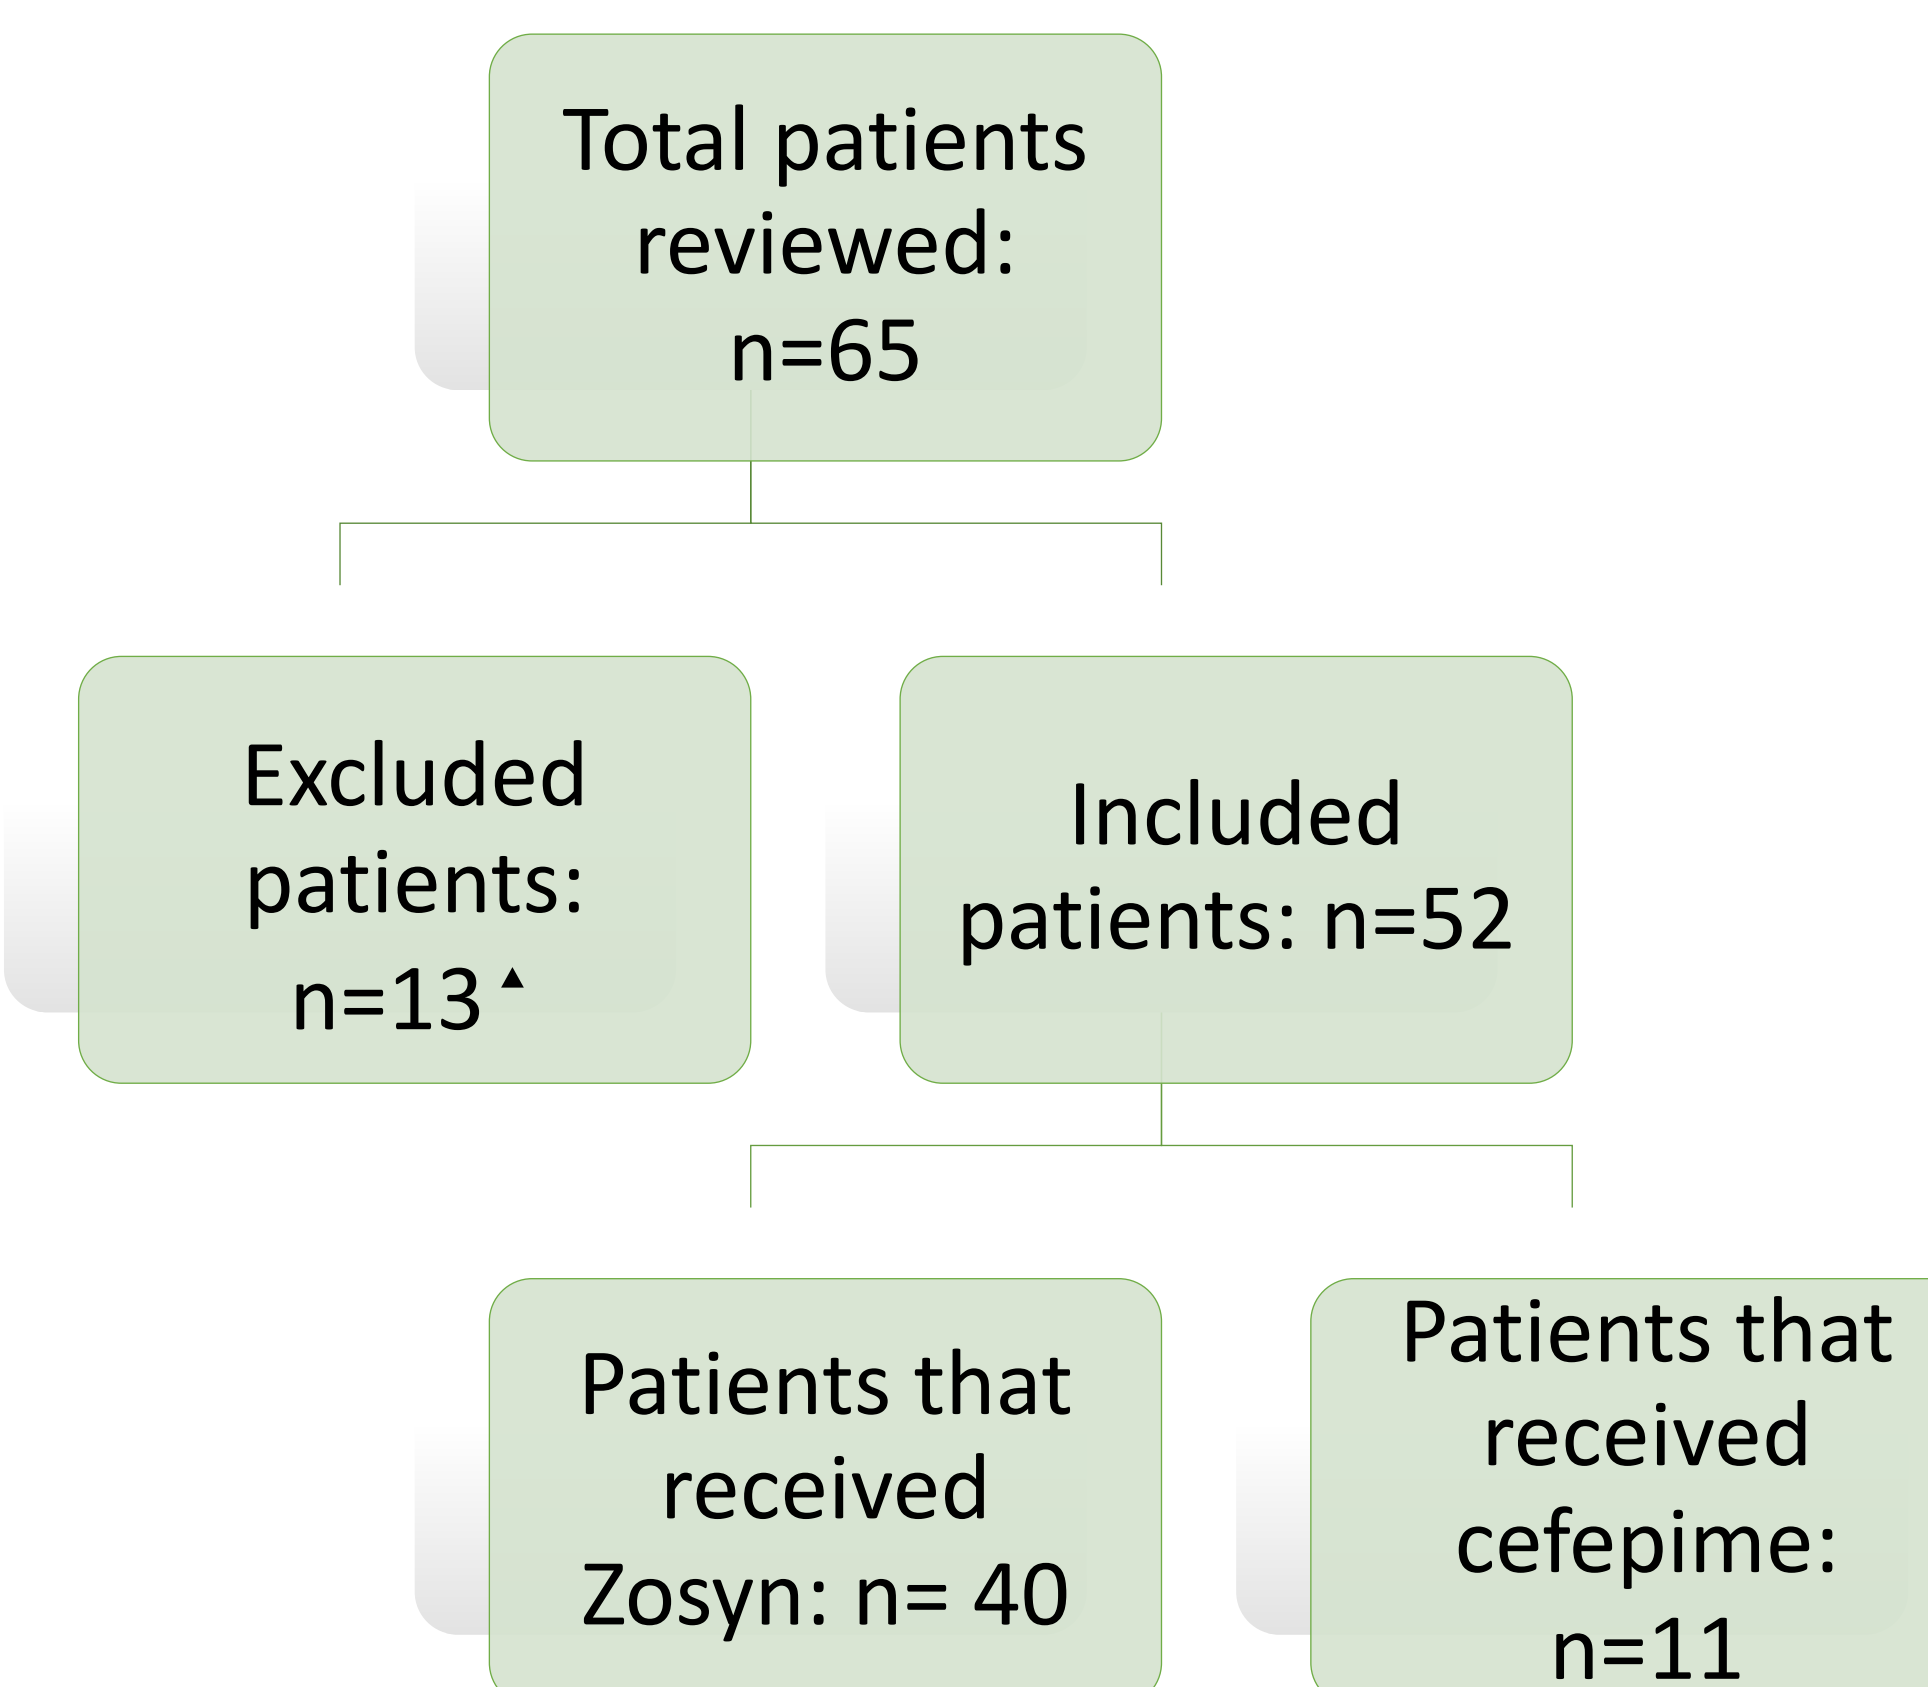 Total patients
reviewed:
n=65
Excluded
patients:
n=13 ▲
Included
patients: n=52
Patients that
received
Zosyn: n= 40
Patients that
received
cefepime:
n=11